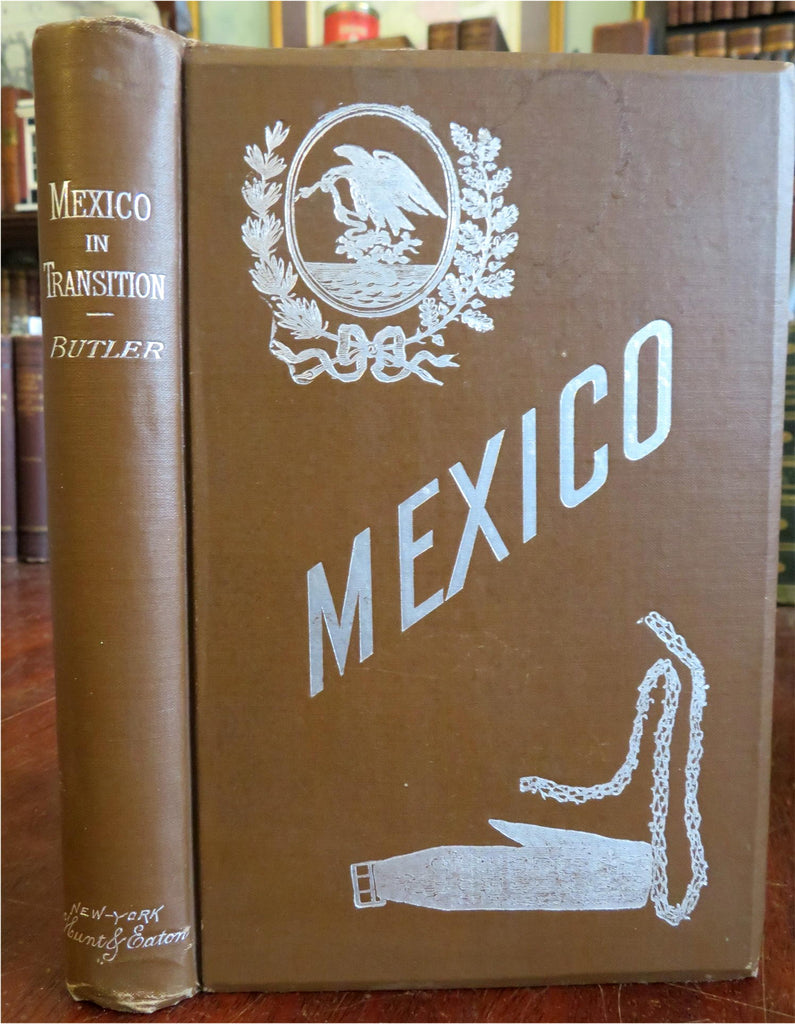 MEXICO
IN
TRANSITION
BUTLER
NEW-YORK
Hunt & Eaton
MEXICO